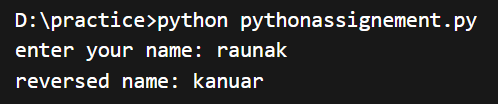 D:\practice>python pythonassignement.py
enter your name: raunak
reversed name: kanuar